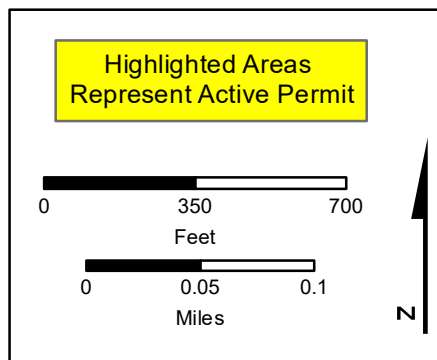 Highlighted Areas
Represent Active Permit
0 350 700
Feet
0 0.05 0.1
Miles
N